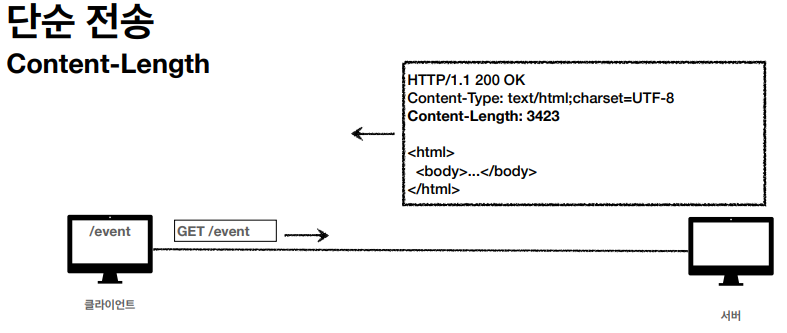 단순 전송
Content-Length
HTTP/1.1 200 OK
Content-Type: text/html;charset=UTF-8
Content-Length: 3423
<html>
<body>...</body>
</html>
/event
GET /event
클라이언트
서버